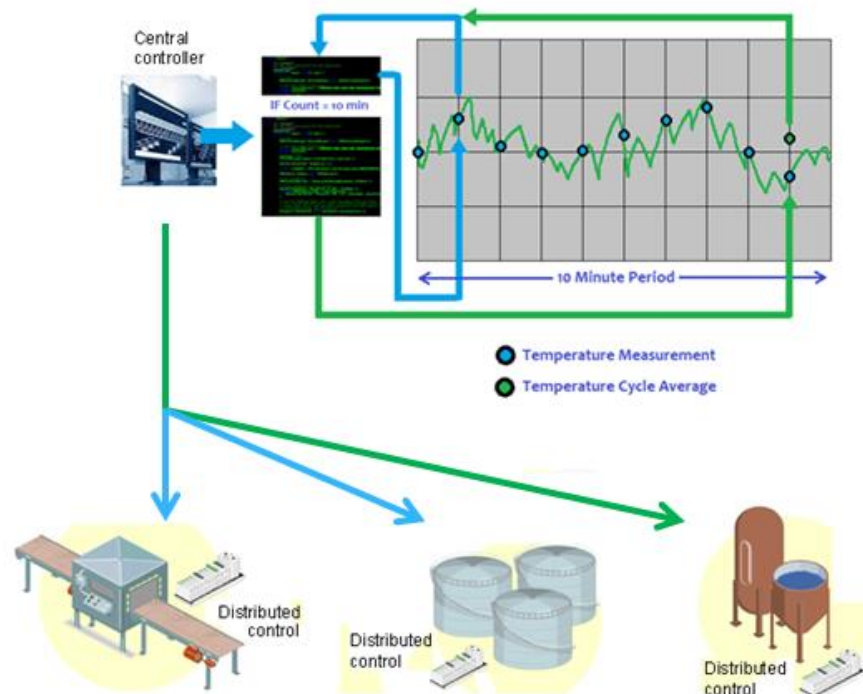 Central
controller
IF Count = 10 min
10 Minute Period
Temperature Measurement
Temperature Cycle Average
Distributed
control
Distributed
control
Distributed
control